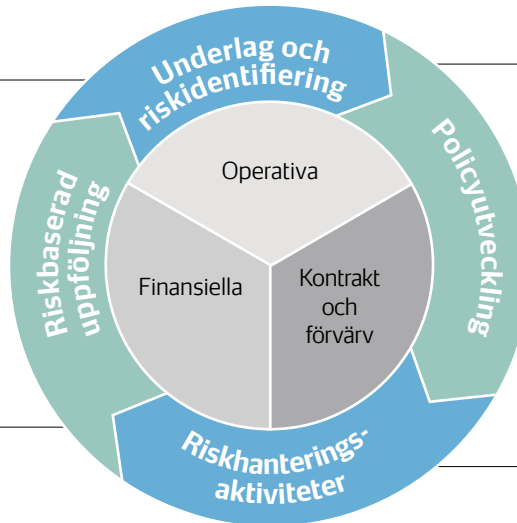 Underlag och
riskidentifiering
Policyutveckling
Riskhanterings-
aktiviteter
Riskbaserad
uppföljning
Operativa
Kontrakt
och
förvärv
Finansiella